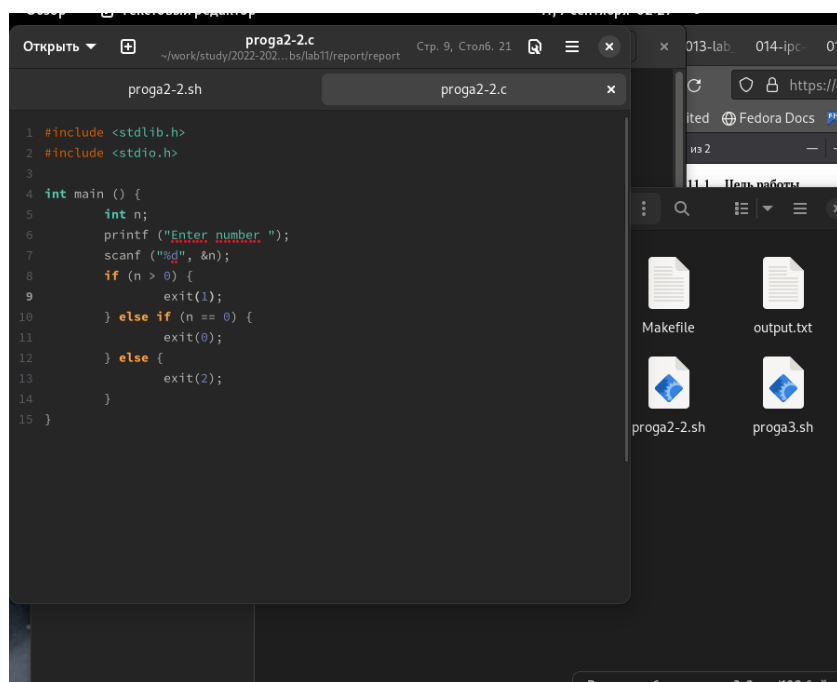 Обзор
Текстовый редактор
Открыть
proga2-2.c
~/work/study/2022-202...bs/lab11/report/report
Стр. 9, Столб. 21
proga2-2.sh
proga2-2.c
1 #include <stdlib.h>
2 #include <stdio.h>
3
4 int main () {
5 int n;
6 printf ("Enter number ");
7 scanf ("%d", &n);
8 if (n > 0) {
9 exit(1);
10 } else if (n == 0) {
11 exit(0);
12 } else {
13 exit(2);
14 }
15 }
013-lab_
014-ipc-
https://
ited
Fedora Docs
из 2
11.1 Цель работы
Makefile
output.txt
proga2-2.sh
proga3.sh